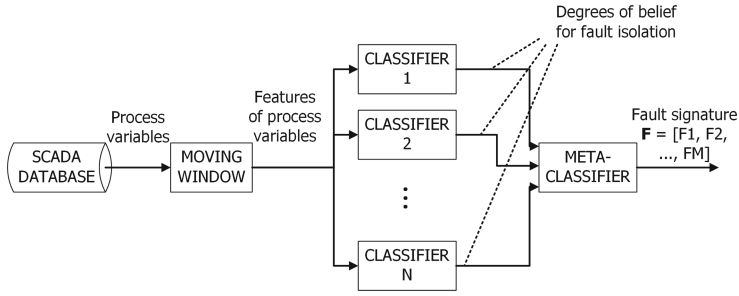 Degrees of belief
for fault isolation
CLASSIFIER
1
Features
of process
variables
Process
variables
Fault signature
F = [F1, F2,
..., FM]
CLASSIFIER
2
SCADA
DATABASE
MOVING
WINDOW
META-
CLASSIFIER
CLASSIFIER
N